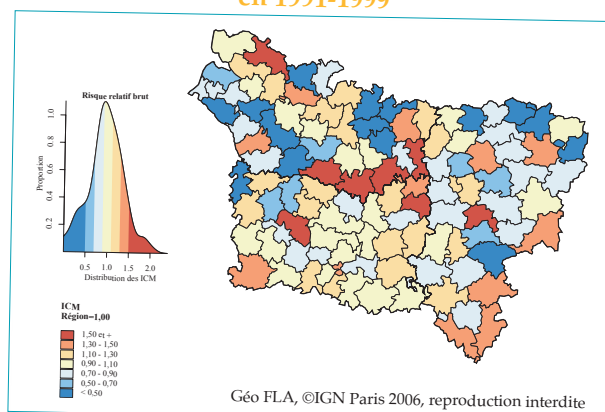 en 1991-1999
Risque relatif brut
Proportion
1.0
0.8
0.6
0.4
0.2
0.5 1.0 1.5 2.0
Distribution des ICM
ICM
Région=1,00
1,50 et +
1,30 - 1,50
1,10 - 1,30
0,90 - 1,10
0,70 - 0,90
0,50 - 0,70
< 0,50
Géo FLA, ©IGN Paris 2006, reproduction interdite